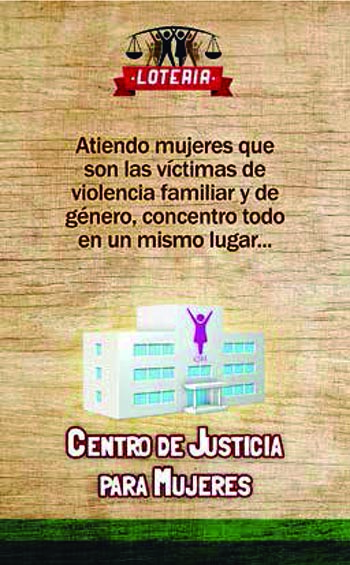 LOTERIA
Atiendo mujeres que
son las víctimas de
violencia familiar y de
género, concentro todo
en un mismo lugar...
CJM
CENTRO DE JUSTICIA
PARA MUJERES